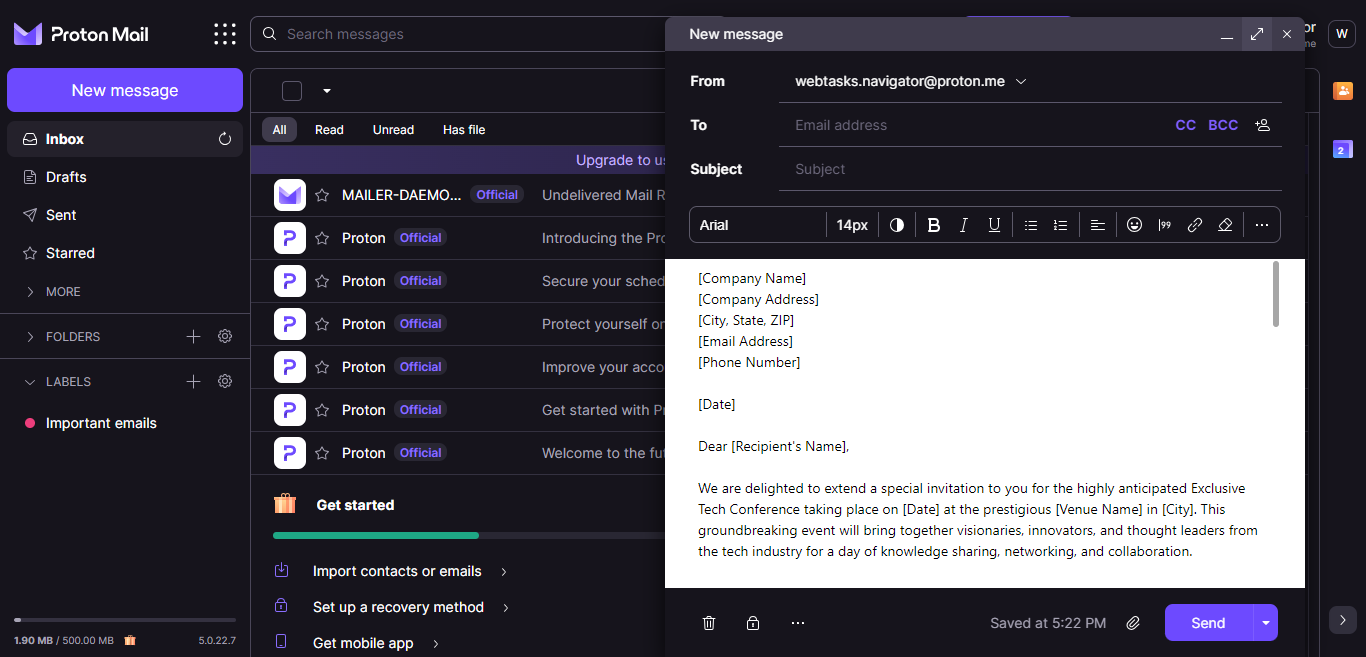 Proton Mail
Search messages
New message
Inbox
Drafts
Sent
Starred
MORE
FOLDERS
LABELS
Important emails
1.90 MB / 500.00 MB
5.0.22.7
All Read Unread Has file
Upgrade to us
MAILER-DAEMO... Official Undelivered Mail R
Proton Official Introducing the Pro
Proton Official Secure your sched
Proton Official Protect yourself on
Proton Official Improve your acco
Proton Official Get started with Pr
Proton Official Welcome to the fut
Get started
Import contacts or emails
Set up a recovery method
Get mobile app
New message
From webtasks.navigator@proton.me
To Email address CC BCC
Subject Subject
Arial 14px B I U
[Company Name]
[Company Address]
[City, State, ZIP]
[Email Address]
[Phone Number]
[Date]
Dear [Recipient's Name],
We are delighted to extend a special invitation to you for the highly anticipated Exclusive
Tech Conference taking place on [Date] at the prestigious [Venue Name] in [City]. This
groundbreaking event will bring together visionaries, innovators, and thought leaders from
the tech industry for a day of knowledge sharing, networking, and collaboration.
Saved at 5:22 PM
Send
or
me
W
2